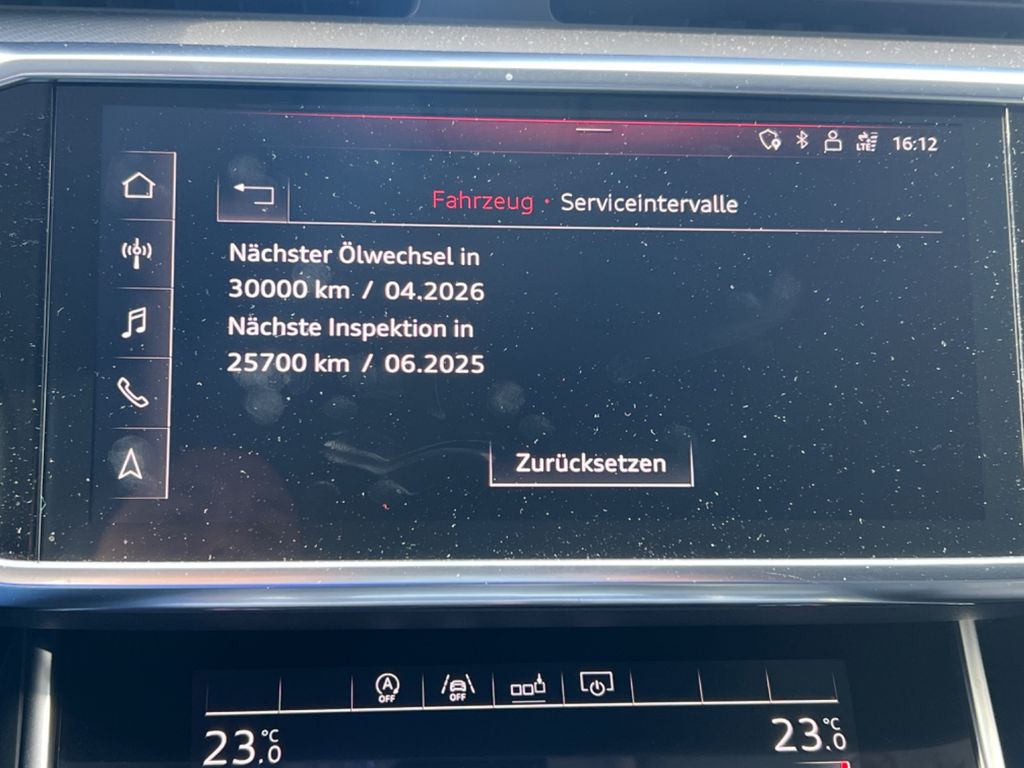 LTE 16:12
Fahrzeug · Serviceintervalle
Nächster Ölwechsel in
30000 km / 04.2026
Nächste Inspektion in
25700 km / 06.2025
Zurücksetzen
A
OFF
OFF
23.0 °C
23.0 °C